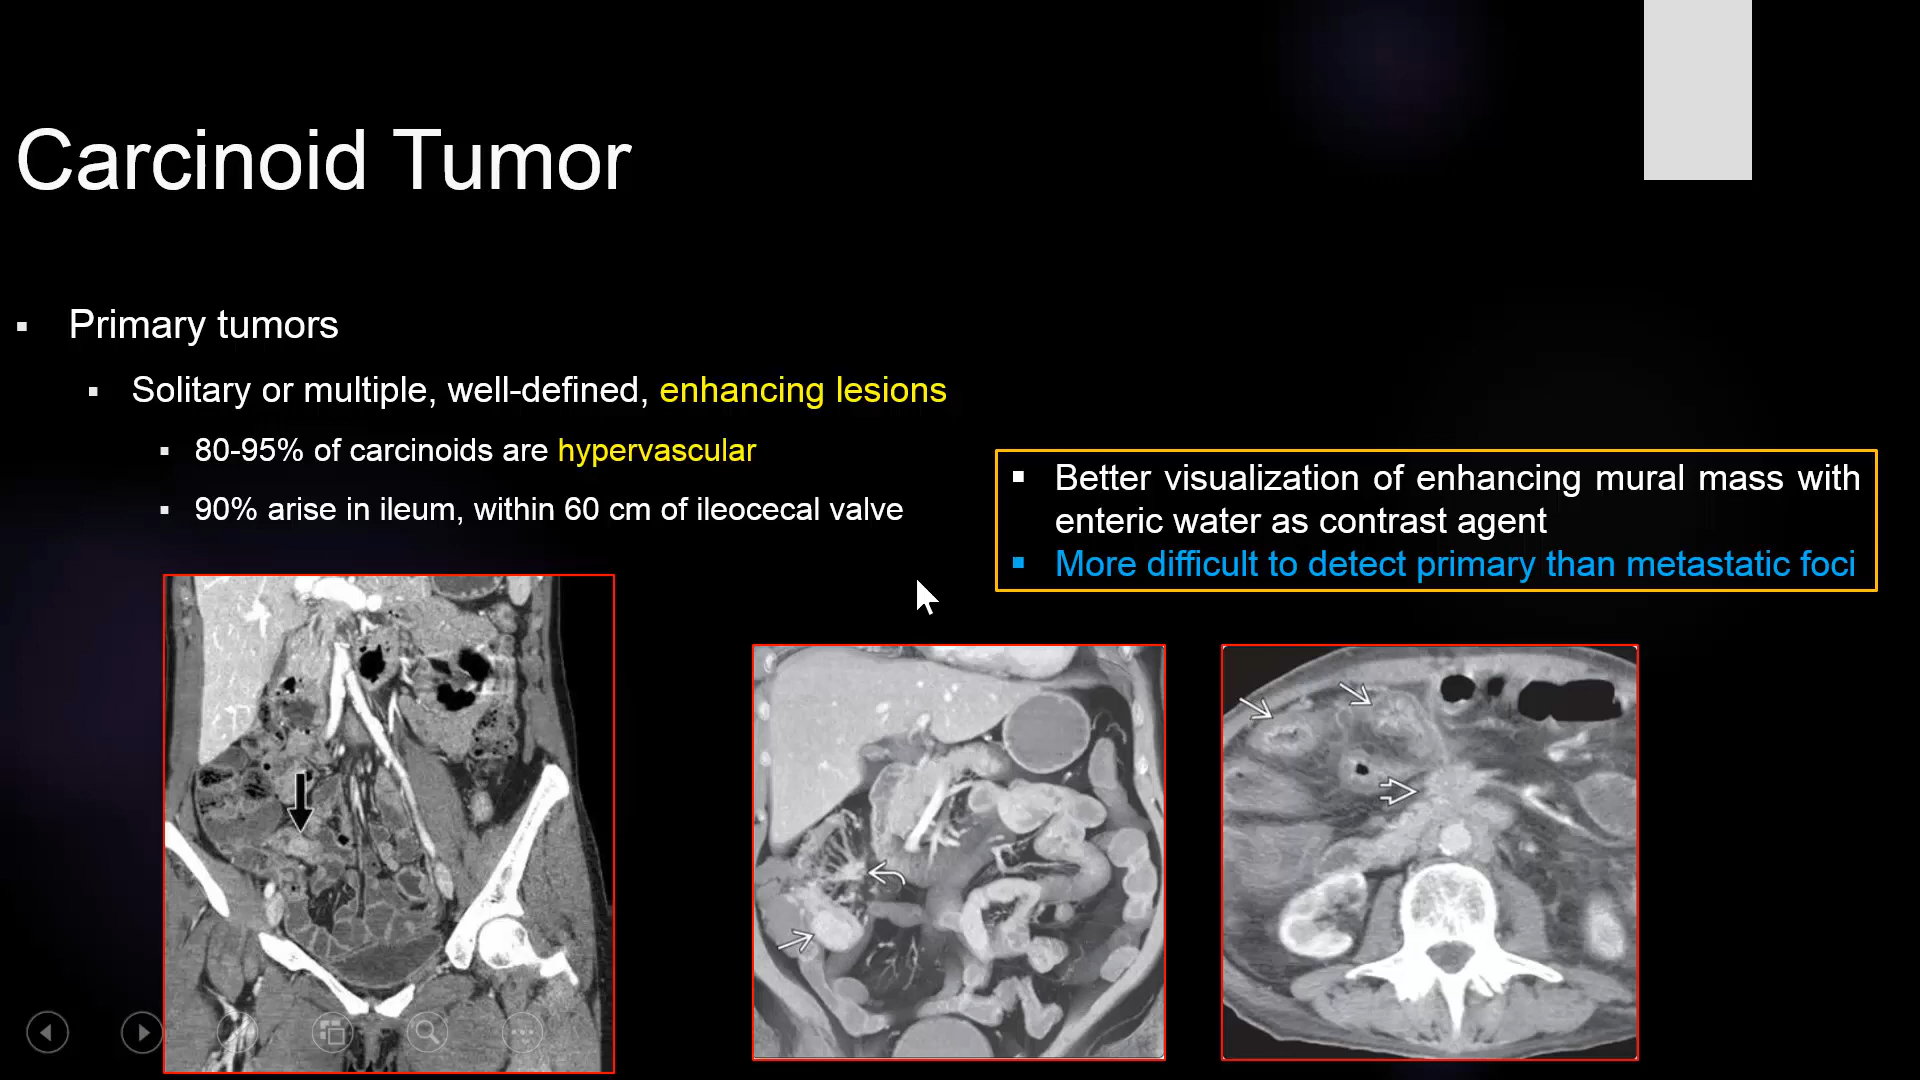 Carcinoid Tumor
▪ Primary tumors
▪ Solitary or multiple, well-defined, enhancing lesions
▪ 80-95% of carcinoids are hypervascular
▪ 90% arise in ileum, within 60 cm of ileocecal valve
▪ Better visualization of enhancing mural mass with
enteric water as contrast agent
▪ More difficult to detect primary than metastatic foci